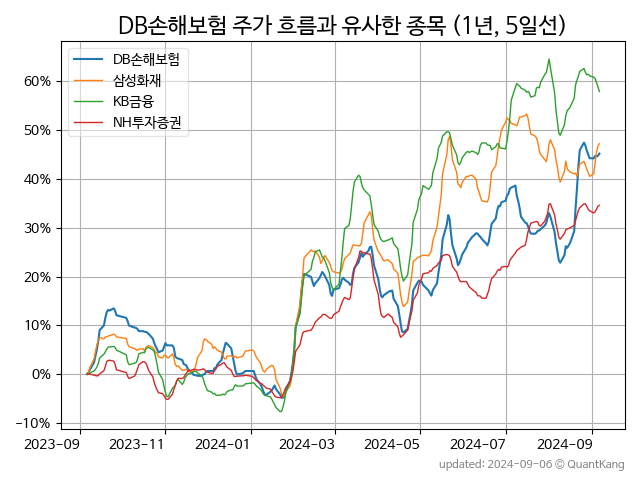 DB손해보험 주가 흐름과 유사한 종목 (1년, 5일선)
DB손해보험
삼성화재
KB금융
NH투자증권
60%
50%
40%
30%
20%
10%
0%
−10%
2023-09
2023-11
2024-01
2024-03
2024-05
2024-07
2024-09
updated: 2024-09-06 © QuantKang